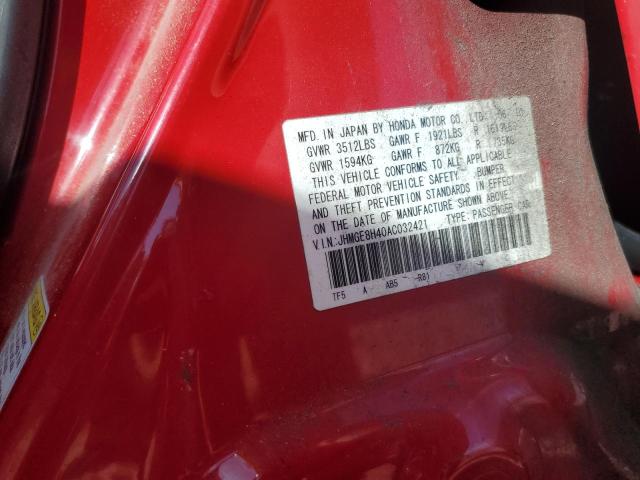 MFD. IN JAPAN BY HONDA MOTOR CO., LTD.
GVWR 3512LBS GAWR F 1921LBS R
GVWR 1594KG GAWR F 872KG R 735KG
THIS VEHICLE CONFORMS TO ALL APPLICABLE
FEDERAL MOTOR VEHICLE SAFETY, BUMPER
AND THEFT PREVENTION STANDARDS IN EFFECT
ON THE DATE OF MANUFACTURE SHOWN ABOVE
V.I.N:JHMGE8H40AC032421 TYPE:PASSENGER CAR
TF5 A AB5 R81